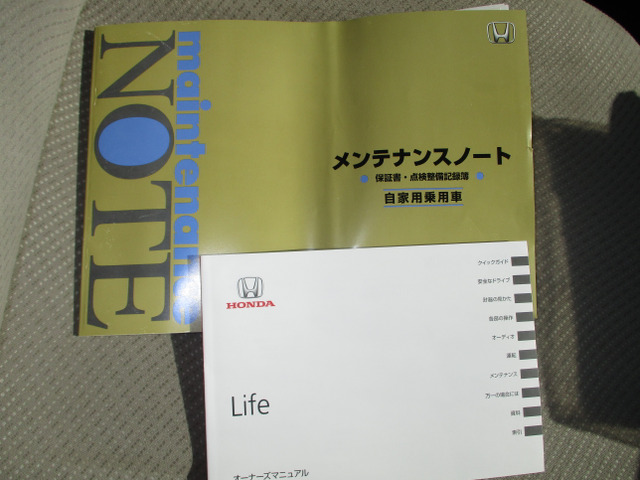 maintenance
NOTE
メンテナンスノート
保証書・点検整備記録簿
自家用乗用車
HONDA
Life
オーナーズマニュアル
クイックガイド
安全なドライブ
計器の見かた
各部の操作
オーディオ
運転
メンテナンス
万一の場合には
資料
索引